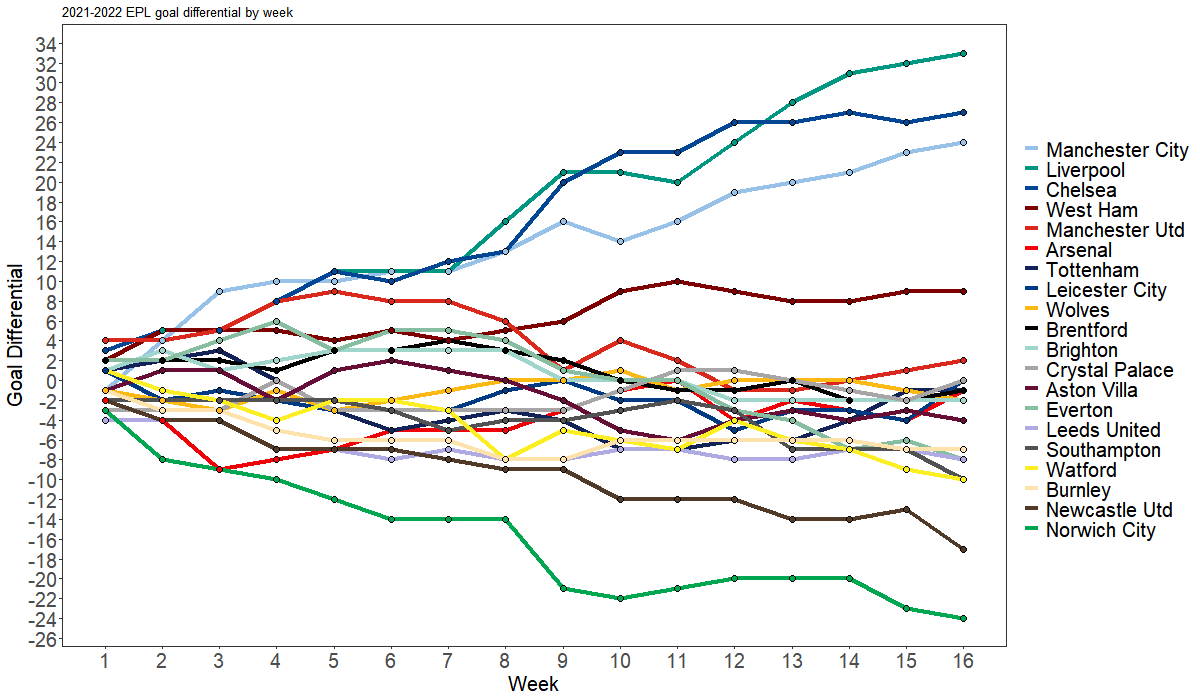 2021-2022 EPL goal differential by week
Goal Differential
34
32
30
28
26
24
22
20
18
16
14
12
10
8
6
4
2
0
-2
-4
-6
-8
-10
-12
-14
-16
-18
-20
-22
-24
-26
1 2 3 4 5 6 7 8 9 10 11 12 13 14 15 16
Week
Manchester City
Liverpool
Chelsea
West Ham
Manchester Utd
Arsenal
Tottenham
Leicester City
Wolves
Brentford
Brighton
Crystal Palace
Aston Villa
Everton
Leeds United
Southampton
Watford
Burnley
Newcastle Utd
Norwich City